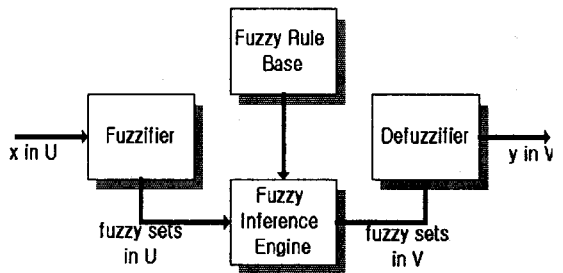 Fuzzy Rule
Base
Fuzzifier
Defuzzifier
x in U
y in V
Fuzzy
Inference
Engine
fuzzy sets
in U
fuzzy sets
in V